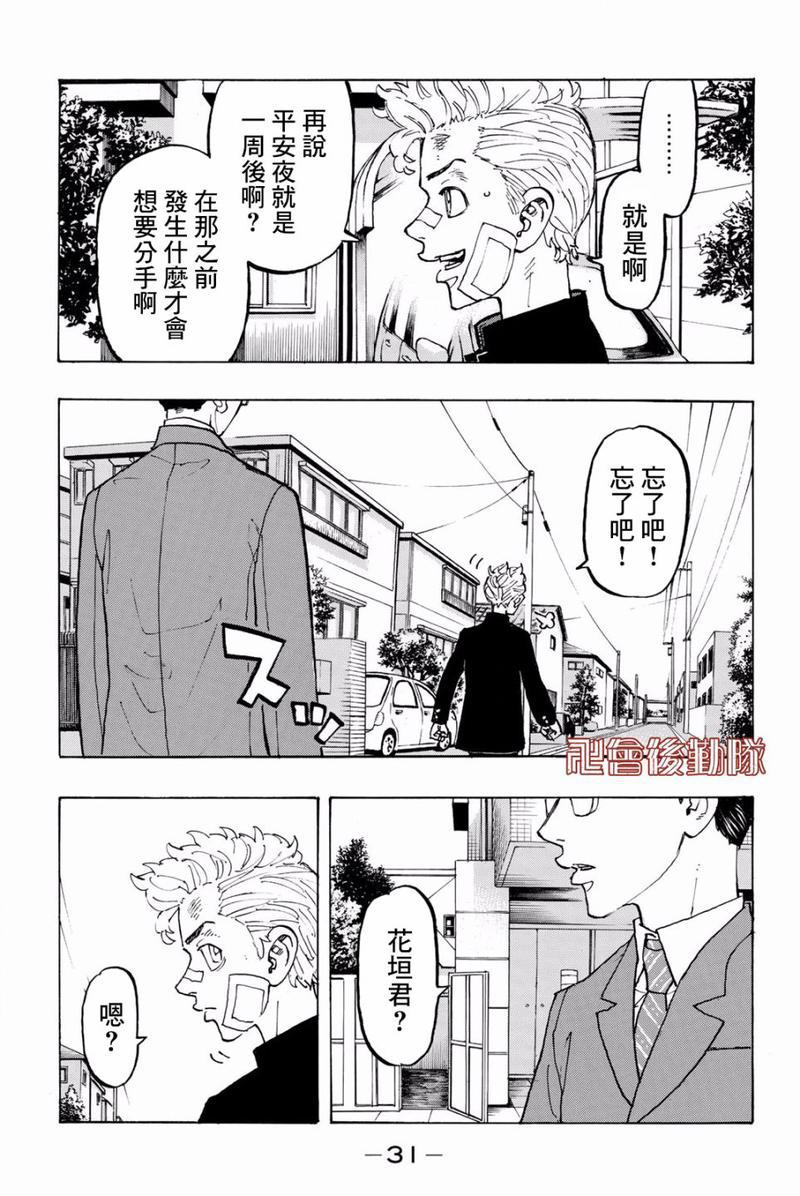 ………
就是啊
再說
平安夜就是
一周後啊？
在那之前
發生什麼才會
想要分手啊
忘了吧！
忘了吧！
スッ
卍會後勤隊
花垣君？
嗯？
—31—